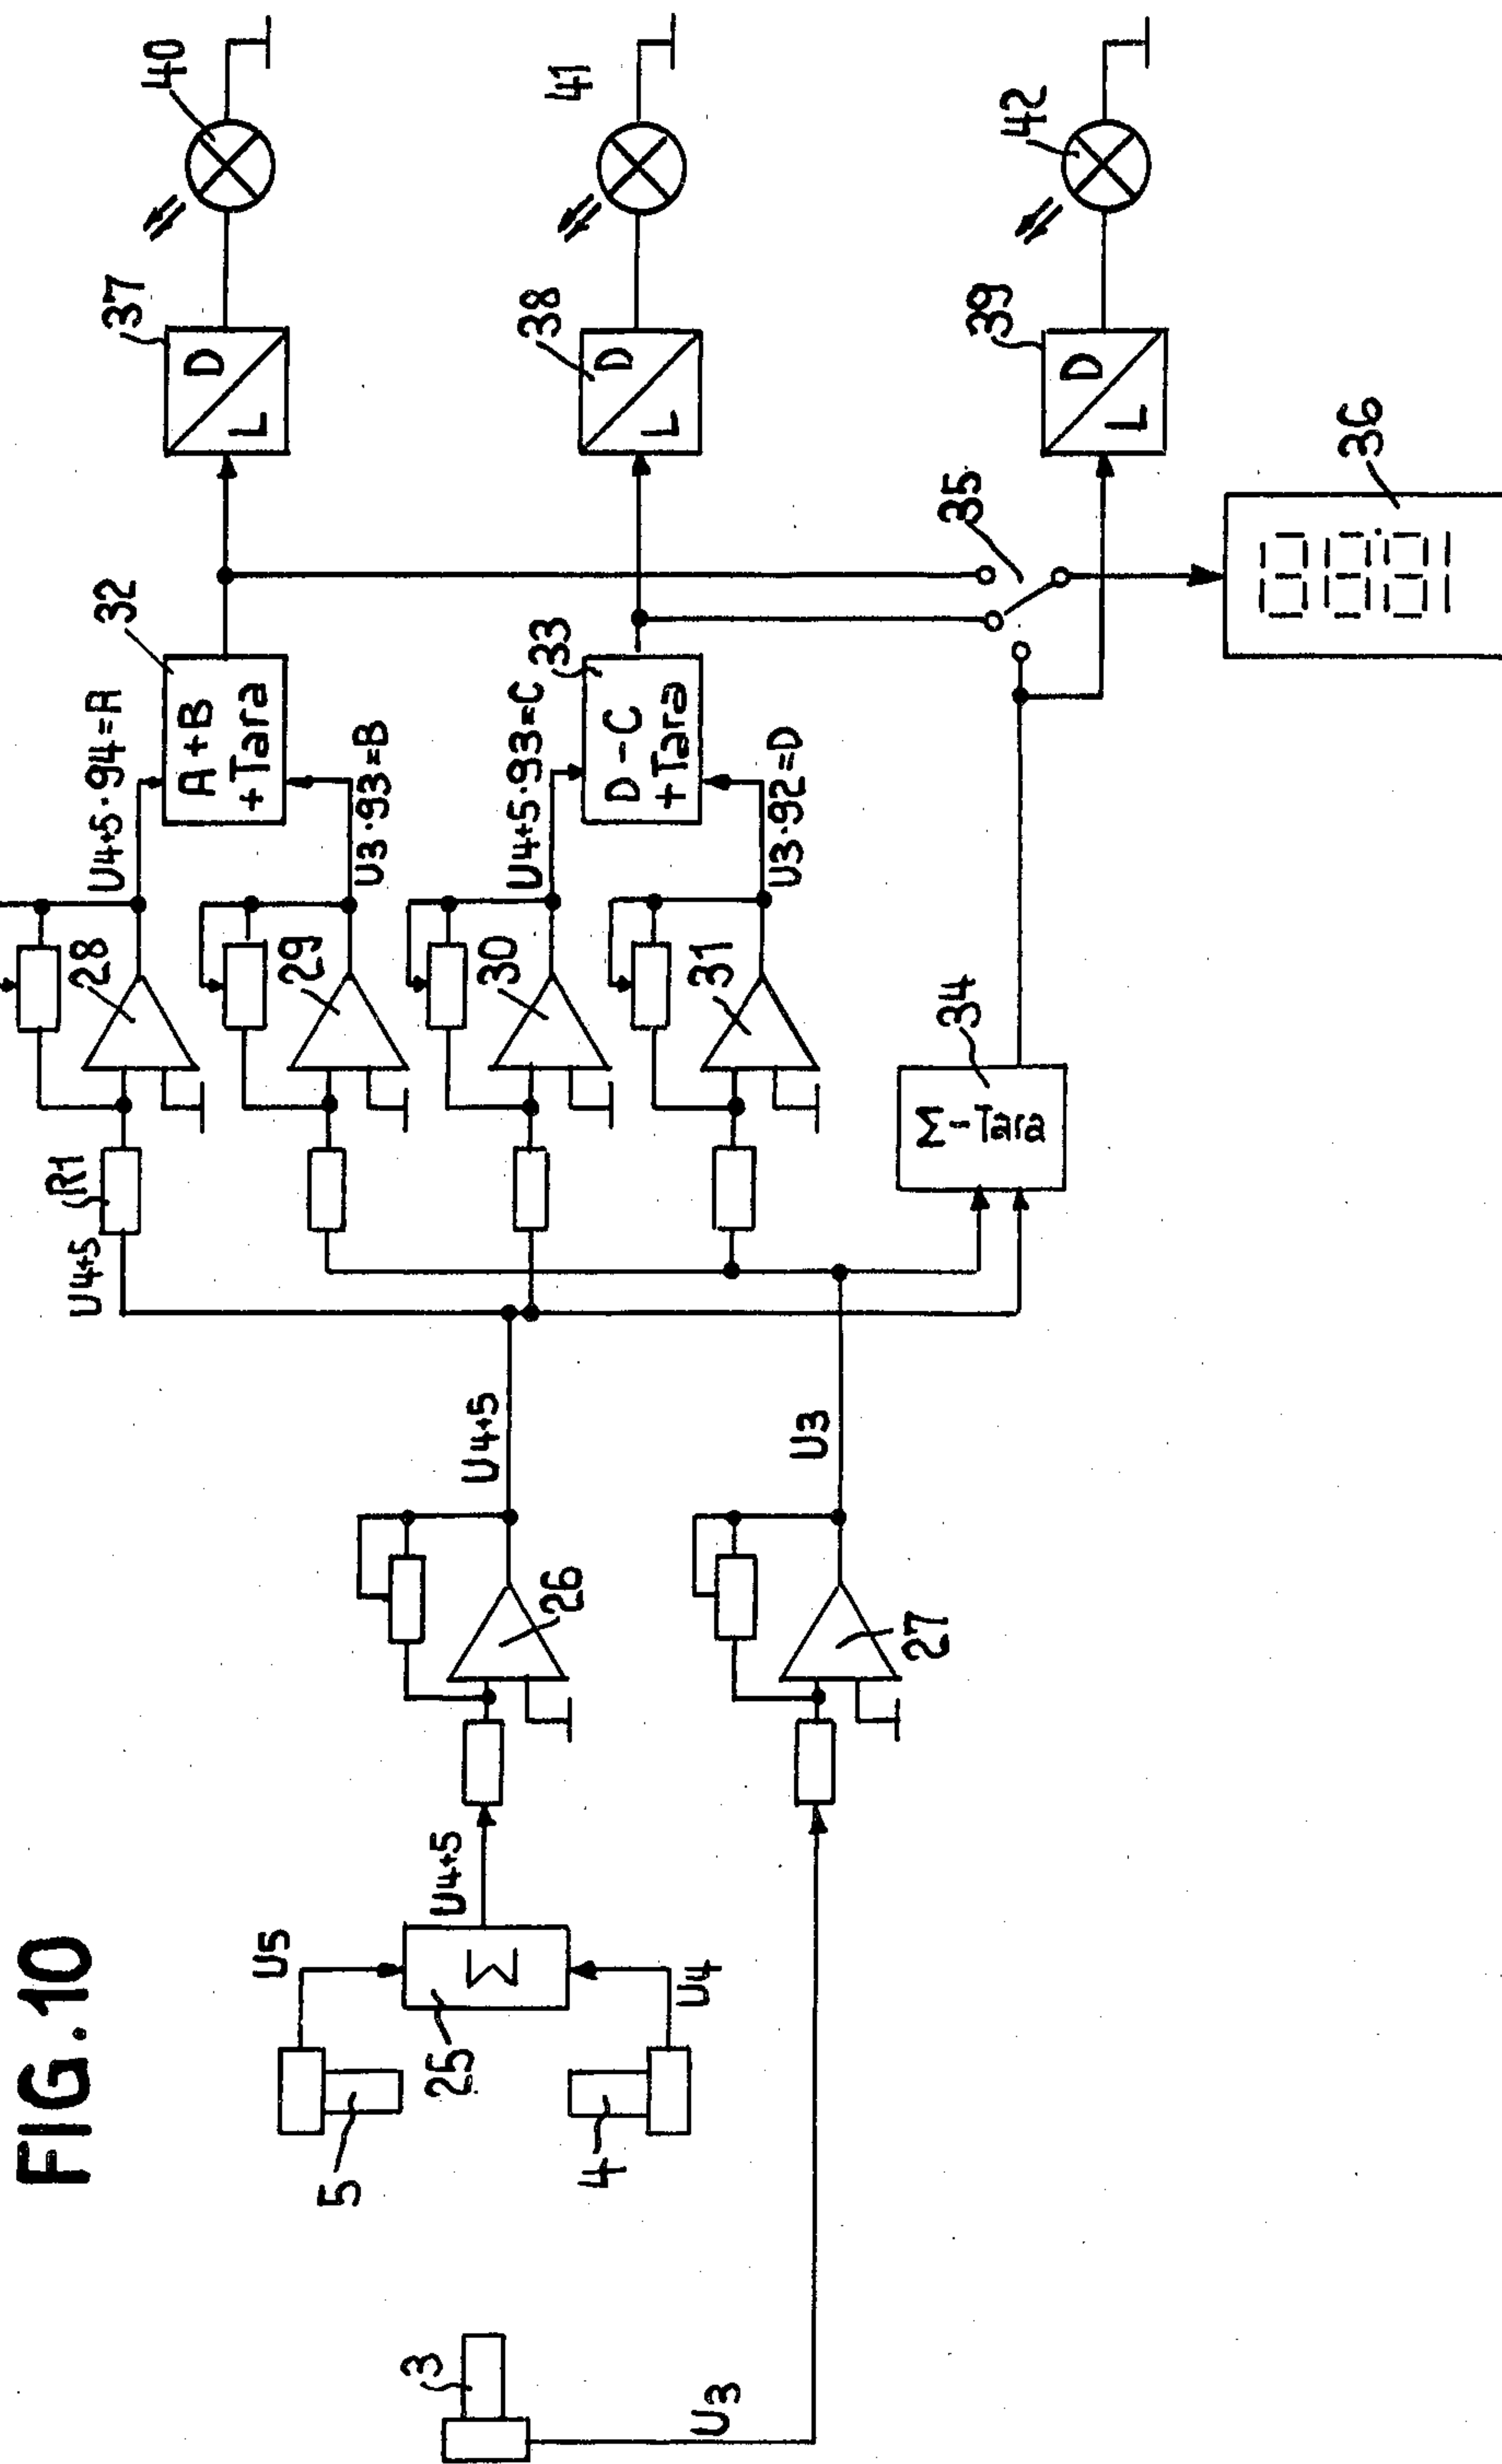 FIG.10
3
U3
5
4
U5
U4
25
Σ
U4+5
26
27
U4+5
U3
U4+5
R1
28
29
30
31
34
Σ-Tara
U4+5·94=A
U3·93=B
U4+5·93=C
U3·92=D
32
A+B
+Tara
33
D-C
+Tara
35
36
88.81
37
D
L
38
D
L
39
D
L
40
41
42